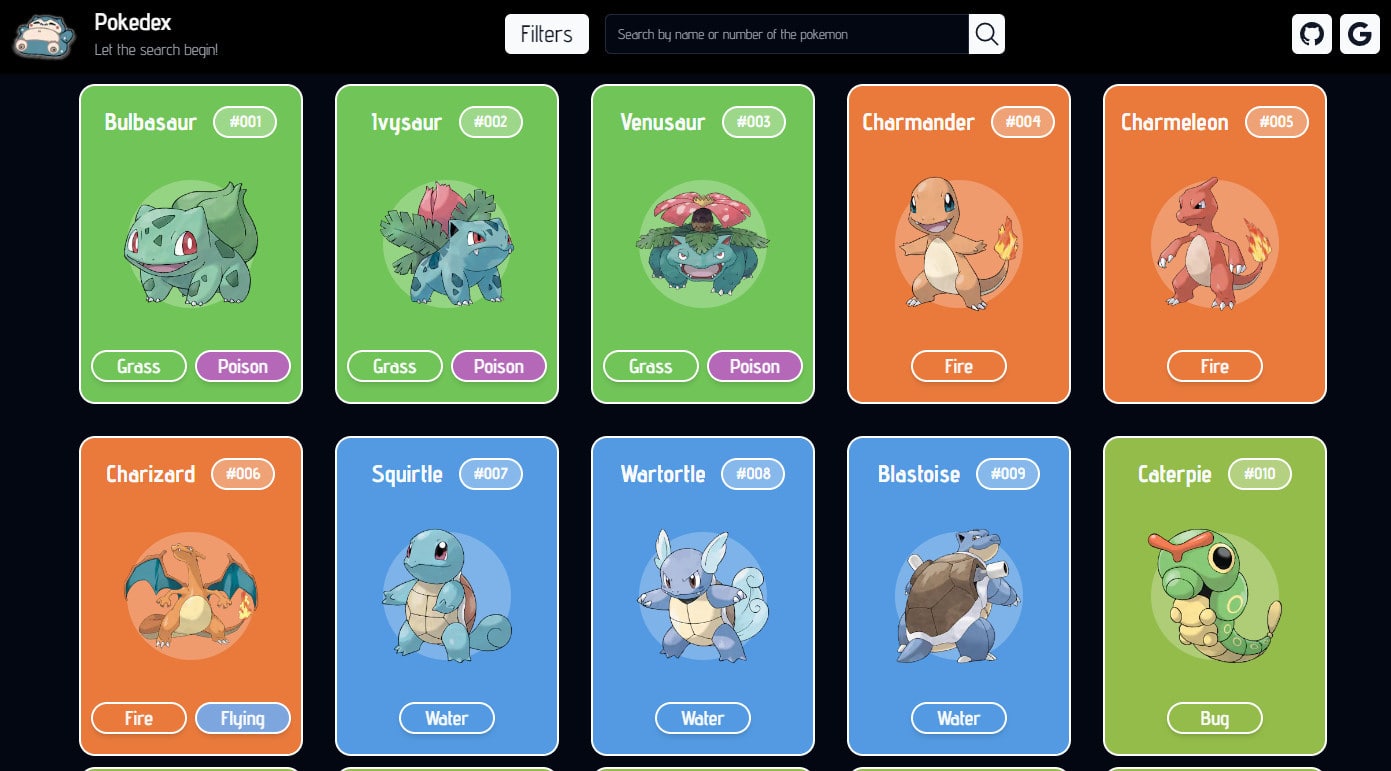 Pokedex
Let the search begin!
Filters
Search by name or number of the pokemon
Bulbasaur #001
Ivysaur #002
Venusaur #003
Charmander #004
Charmeleon #005
Grass Poison
Grass Poison
Grass Poison
Fire
Fire
Charizard #006
Squirtle #007
Wartortle #008
Blastoise #009
Caterpie #010
Fire Flying
Water
Water
Water
Bug